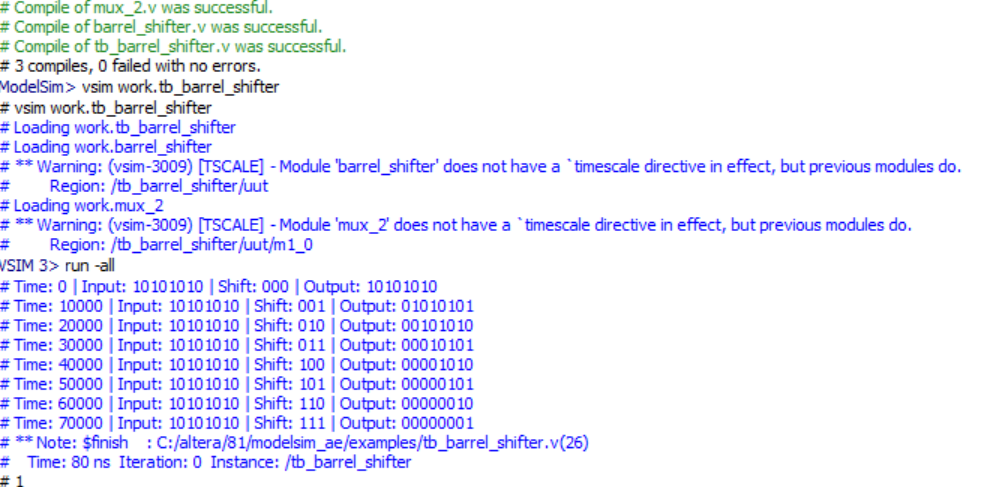 # Compile of mux_2.v was successful.
# Compile of barrel_shifter.v was successful.
# Compile of tb_barrel_shifter.v was successful.
# 3 compiles, 0 failed with no errors.
ModelSim> vsim work.tb_barrel_shifter
# vsim work.tb_barrel_shifter
# Loading work.tb_barrel_shifter
# Loading work.barrel_shifter
# ** Warning: (vsim-3009) [TSCALE] - Module 'barrel_shifter' does not have a `timescale directive in effect, but previous modules do.
# Region: /tb_barrel_shifter/uut
# Loading work.mux_2
# ** Warning: (vsim-3009) [TSCALE] - Module 'mux_2' does not have a `timescale directive in effect, but previous modules do.
# Region: /tb_barrel_shifter/uut/m1_0
VSIM 3> run -all
# Time: 0 | Input: 10101010 | Shift: 000 | Output: 10101010
# Time: 10000 | Input: 10101010 | Shift: 001 | Output: 01010101
# Time: 20000 | Input: 10101010 | Shift: 010 | Output: 00101010
# Time: 30000 | Input: 10101010 | Shift: 011 | Output: 00010101
# Time: 40000 | Input: 10101010 | Shift: 100 | Output: 00001010
# Time: 50000 | Input: 10101010 | Shift: 101 | Output: 00000101
# Time: 60000 | Input: 10101010 | Shift: 110 | Output: 00000010
# Time: 70000 | Input: 10101010 | Shift: 111 | Output: 00000001
# ** Note: $finish : C:/altera/81/modelsim_ae/examples/tb_barrel_shifter.v(26)
# Time: 80 ns Iteration: 0 Instance: /tb_barrel_shifter
# 1